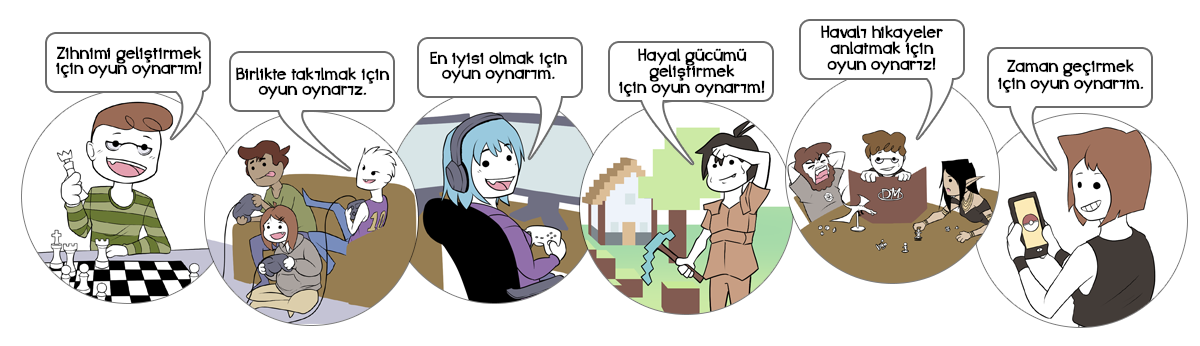 Zihnimi geliştirmek
için oyun oynarım!
Birlikte takılmak için
oyun oynarız.
En iyisi olmak için
oyun oynarım.
Hayal gücümü
geliştirmek
için oyun oynarım!
Havalı hikayeler
anlatmak için
oyun oynarız!
DM
Zaman geçirmek
için oyun oynarım.